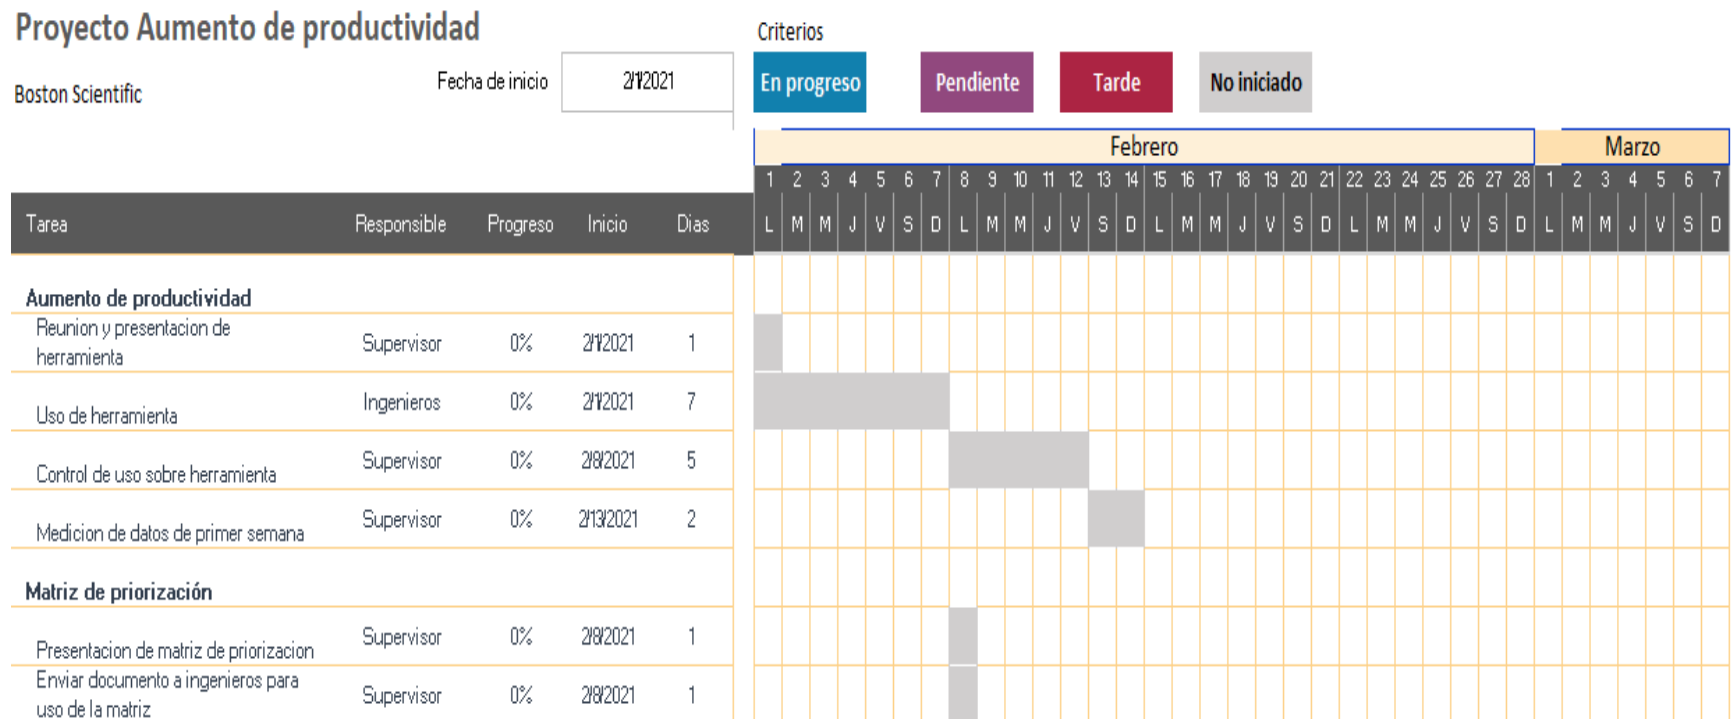 Proyecto Aumento de productividad
Criterios
Boston Scientific
Fecha de inicio 2/1/2021
En progreso Pendiente Tarde No iniciado
Febrero Marzo
1 2 3 4 5 6 7 8 9 10 11 12 13 14 15 16 17 18 19 20 21 22 23 24 25 26 27 28 1 2 3 4 5 6 7
Tarea Responsible Progreso Inicio Dias L M M J V S D L M M J V S D L M M J V S D L M M J V S D L M M J V S D
Aumento de productividad
Reunion y presentacion de
herramienta
Supervisor 0% 2/1/2021 1
Uso de herramienta Ingenieros 0% 2/1/2021 7
Control de uso sobre herramienta Supervisor 0% 2/8/2021 5
Medicion de datos de primer semana Supervisor 0% 2/13/2021 2
Matriz de priorización
Presentacion de matriz de priorizacion Supervisor 0% 2/8/2021 1
Enviar documento a ingenieros para
uso de la matriz
Supervisor 0% 2/8/2021 1